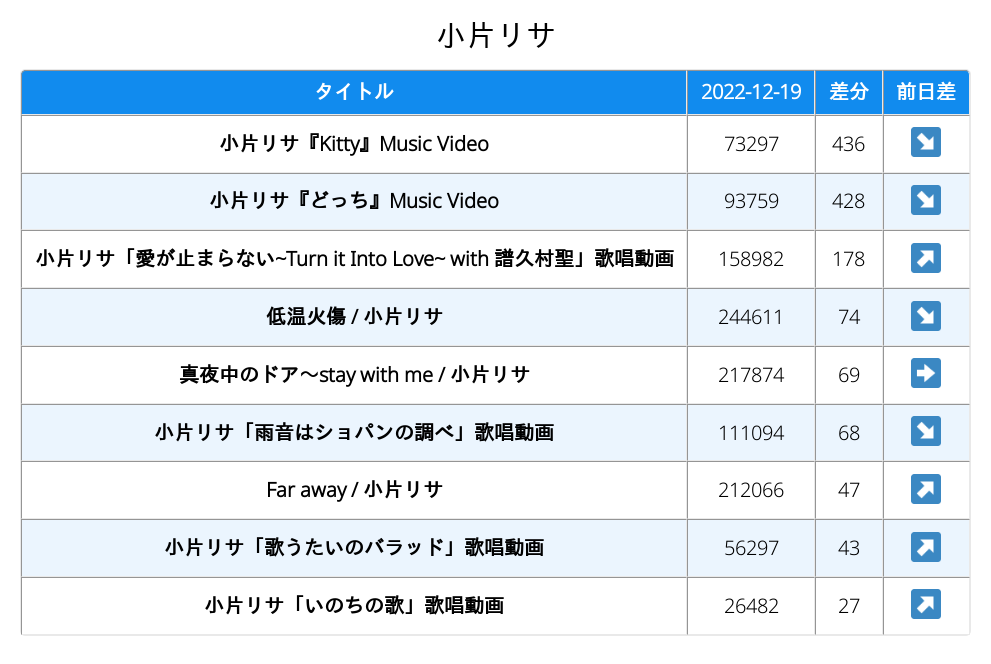 小片リサ
タイトル 2022-12-19 差分 前日差
小片リサ『Kitty』Music Video 73297 436 ↘
小片リサ『どっち』Music Video 93759 428 ↘
小片リサ「愛が止まらない~Turn it Into Love~ with 譜久村聖」歌唱動画 158982 178 ↗
低温火傷 / 小片リサ 244611 74 ↘
真夜中のドア〜stay with me / 小片リサ 217874 69 ➡
小片リサ「雨音はショパンの調べ」歌唱動画 111094 68 ↘
Far away / 小片リサ 212066 47 ↗
小片リサ「歌うたいのバラッド」歌唱動画 56297 43 ↗
小片リサ「いのちの歌」歌唱動画 26482 27 ↗